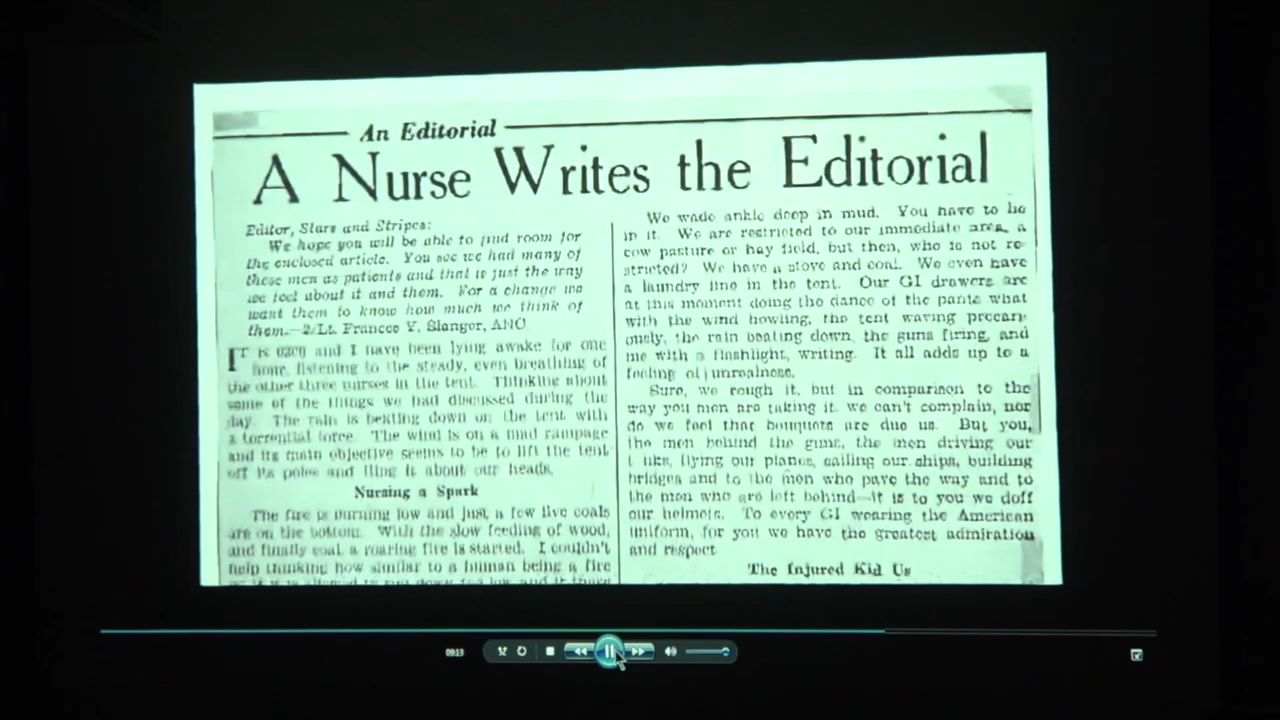 An Editorial
A Nurse Writes the Editorial
Editor, Stars and Stripes:
We hope you will be able to find room for
the enclosed article. You see we had many of
these men as patients and that is just the way
we feel about it and them. For a change we
want them to know how much we think of
them.—2/Lt. Frances Y. Slanger, ANC
IT IS 0200 and I have been lying awake for one
hour, listening to the steady, even breathing of
the other three nurses in the tent. Thinking about
some of the things we had discussed during the
day. The rain is beating down on the tent with
a torrential force. The wind is on a mad rampage
and its main objective seems to be to lift the tent
off its poles and fling it about our heads.
Nursing a Spark
The fire is burning low and just a few live coals
are on the bottom. With the slow feeding of wood,
and finally coal, a roaring fire is started. I couldn't
help thinking how similar to a human being a fire
We wade ankle deep in mud. You have to lie
in it. We are restricted to our immediate area, a
cow pasture or hay field, but then, who is not re-
stricted? We have a stove and coal. We even have
a laundry line in the tent. Our GI drawers are
at this moment doing the dance of the pants what
with the wind howling, the tent waving precari-
ously, the rain beating down, the guns firing, and
me with a flashlight, writing. It all adds up to a
feeling of unrealness.
Sure, we rough it, but in comparison to the
way you men are taking it, we can't complain, nor
do we feel that bouquets are due us. But you,
the men behind the guns, the men driving our
flying our planes, sailing our ships, building
bridges and to the men who pave the way and to
the men who are left behind—it is to you we doff
our helmets. To every GI wearing the American
uniform, for you we have the greatest admiration
and respect
The Injured Kid Us
09:13